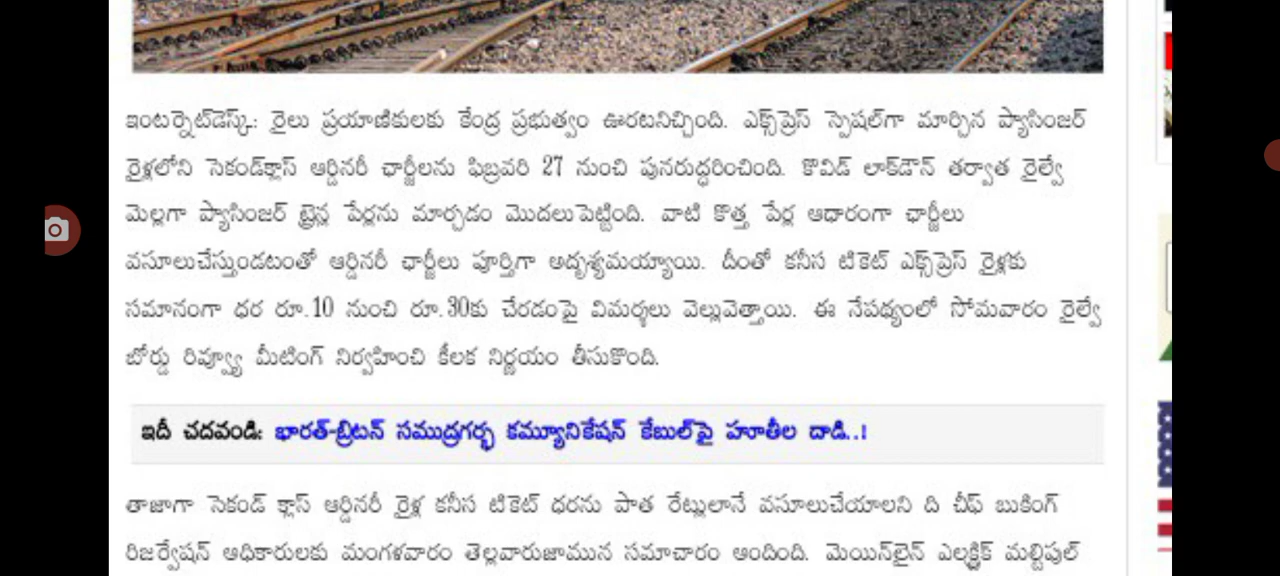 ఇంటర్నెట్‌డెస్క్: రైలు ప్రయాణికులకు కేంద్ర ప్రభుత్వం ఊరటనిచ్చింది. ఎక్స్‌ప్రెస్ స్పెషల్‌గా మార్చిన ప్యాసింజర్
రైళ్లలోని సెకండ్‌క్లాస్ ఆర్డినరీ ఛార్జీలను ఫిబ్రవరి 27 నుంచి పునరుద్ధరించింది. కొవిడ్ లాక్‌డౌన్ తర్వాత రైల్వే
మెల్లగా ప్యాసింజర్ ట్రైన్ల పేర్లను మార్చడం మొదలుపెట్టింది. వాటి కొత్త పేర్ల ఆధారంగా ఛార్జీలు
వసూలుచేస్తుండటంతో ఆర్డినరీ ఛార్జీలు పూర్తిగా అదృశ్యమయ్యాయి. దీంతో కనీస టికెట్ ఎక్స్‌ప్రెస్ రైళ్లకు
సమానంగా ధర రూ.10 నుంచి రూ.30కు చేరడంపై విమర్శలు వెల్లువెత్తాయి. ఈ నేపథ్యంలో సోమవారం రైల్వే
బోర్డు రివ్వ్యూ మీటింగ్ నిర్వహించి కీలక నిర్ణయం తీసుకొంది.
ఇదీ చదవండి: భారత్-బ్రిటన్ సముద్రగర్భ కమ్యూనికేషన్ కేబుల్‌పై హూతీల దాడి..!
తాజాగా సెకండ్ క్లాస్ ఆర్డినరీ రైళ్ల కనీస టికెట్ ధరను పాత రేట్లులానే వసూలుచేయాలని ది చీఫ్ బుకింగ్
రిజర్వేషన్ అధికారులకు మంగళవారం తెల్లవారుజామున సమాచారం అందింది. మెయిన్‌లైన్ ఎలక్ట్రిక్ మల్టిపుల్